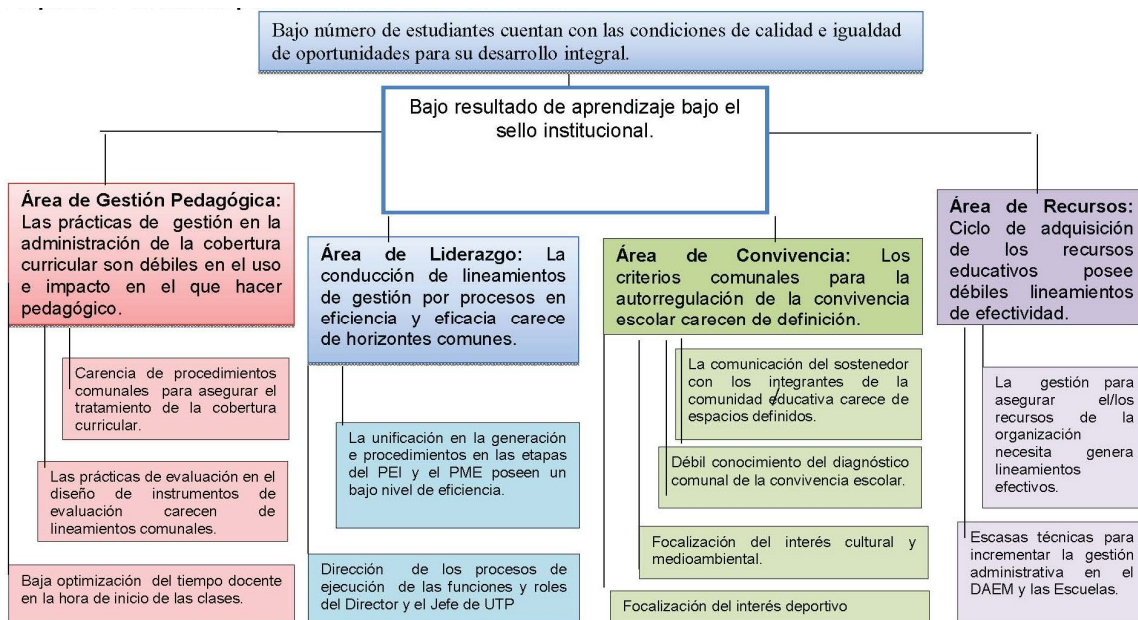 Bajo número de estudiantes cuentan con las condiciones de calidad e igualdad
de oportunidades para su desarrollo integral.
Bajo resultado de aprendizaje bajo el
sello institucional.
Área de Gestión Pedagógica:
Las prácticas de gestión en la
administración de la cobertura
curricular son débiles en el uso
e impacto en el que hacer
pedagógico.
Carencia de procedimientos
comunales para asegurar el
tratamiento de la cobertura
curricular.
Las prácticas de evaluación en el
diseño de instrumentos de
evaluación carecen de
lineamientos comunales.
Baja optimización del tiempo docente
en la hora de inicio de las clases.
Área de Liderazgo: La
conducción de lineamientos
de gestión por procesos en
eficiencia y eficacia carece
de horizontes comunes.
La unificación en la generación
e procedimientos en las etapas
del PEI y el PME poseen un
bajo nivel de eficiencia.
Dirección de los procesos de
ejecución de las funciones y roles
del Director y el Jefe de UTP
Área de Convivencia: Los
criterios comunales para la
autorregulación de la convivencia
escolar carecen de definición.
La comunicación del sostenedor
con los integrantes de la
comunidad educativa carece de
espacios definidos.
Débil conocimiento del diagnóstico
comunal de la convivencia escolar.
Focalización del interés cultural y
medioambiental.
Focalización del interés deportivo
Área de Recursos:
Ciclo de adquisición
de los recursos
educativos posee
débiles lineamientos
de efectividad.
La gestión para
asegurar el/los
recursos de la
organización
necesita genera
lineamientos
efectivos.
Escasas técnicas para
incrementar la gestión
administrativa en el
DAEM y las Escuelas.